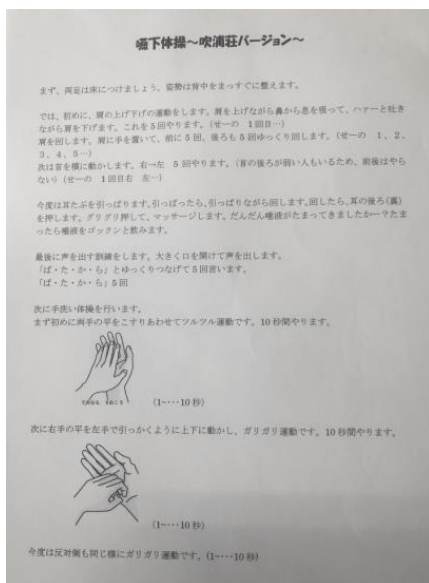 嚥下体操～吹浦荘バージョン～
まず、両足は床につけましょう、姿勢は背中をまっすぐに整えます。
では、初めに、肩の上げ下げの運動をします。肩を上げながら鼻から息を吸って、ハァーと吐き
ながら肩を下げます。これを5回やります。（せーの　1回目…）
肩を回します。肩に手を置いて、前に5回、後ろも5回ゆっくり回します。（せーの　1、2、
3、4、5…）
次は首を横に動かします。右→左　5回やります。（首の後ろが弱い人もいるため、前後はやら
ない）（せーの　1回目右　左…）
今度は耳たぶを引っぱります。引っぱったら、引っぱりながら回します。回したら、耳の後ろ（裏）
を押します。グリグリ押して、マッサージします。だんだん唾液がたまってきましたかー？たま
ったら唾液をゴックンと飲みます。
最後に声を出す訓練をします。大きく口を開けて声を出します。
「ぱ・た・か・ら」とゆっくりつなげて5回言います。
「ぱ・た・か・ら」5回
次に手洗い体操を行います。
まず初めに両手の平をこすりあわせてツルツル運動です。10秒間やります。
（1～…10秒）
次に右手の平を左手で引っかくように上下に動かし、ガリガリ運動です。10秒間やります。
（1～…10秒）
今度は反対側も同じ様にガリガリ運動です。（1～…10秒）